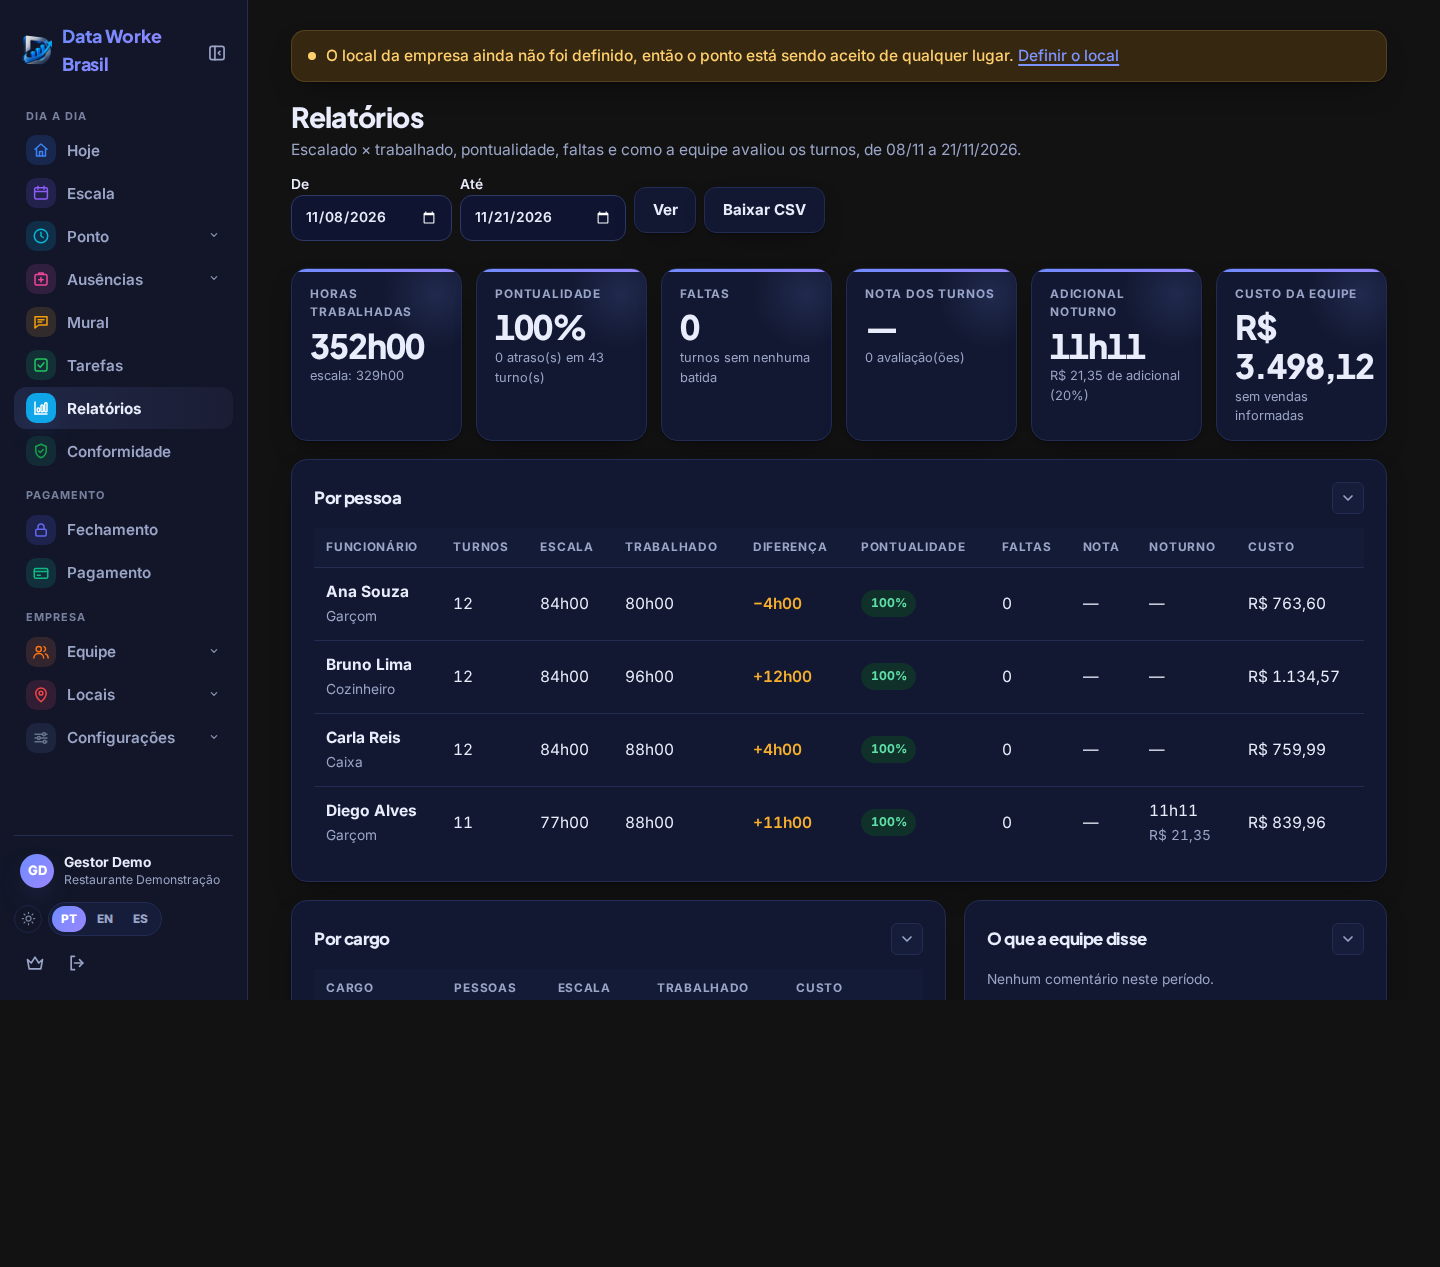 Data Worke
Brasil
DIA A DIA
Hoje
Escala
Ponto
Ausências
Mural
Tarefas
Relatórios
Conformidade
PAGAMENTO
Fechamento
Pagamento
EMPRESA
Equipe
Locais
Configurações
GD
Gestor Demo
Restaurante Demonstração
PT EN ES
O local da empresa ainda não foi definido, então o ponto está sendo aceito de qualquer lugar. Definir o local
Relatórios
Escalado × trabalhado, pontualidade, faltas e como a equipe avaliou os turnos, de 08/11 a 21/11/2026.
De Até
11/08/2026 11/21/2026 Ver Baixar CSV
HORAS
TRABALHADAS
352h00
escala: 329h00
PONTUALIDADE
100%
0 atraso(s) em 43
turno(s)
FALTAS
0
turnos sem nenhuma
batida
NOTA DOS TURNOS
—
0 avaliação(ões)
ADICIONAL
NOTURNO
11h11
R$ 21,35 de adicional
(20%)
CUSTO DA EQUIPE
R$
3.498,12
sem vendas
informadas
Por pessoa
FUNCIONÁRIO TURNOS ESCALA TRABALHADO DIFERENÇA PONTUALIDADE FALTAS NOTA NOTURNO CUSTO
Ana Souza
Garçom
12 84h00 80h00 −4h00 100% 0 — — R$ 763,60
Bruno Lima
Cozinheiro
12 84h00 96h00 +12h00 100% 0 — — R$ 1.134,57
Carla Reis
Caixa
12 84h00 88h00 +4h00 100% 0 — — R$ 759,99
Diego Alves
Garçom
11 77h00 88h00 +11h00 100% 0 — 11h11
R$ 21,35
R$ 839,96
Por cargo
CARGO PESSOAS ESCALA TRABALHADO CUSTO
O que a equipe disse
Nenhum comentário neste período.